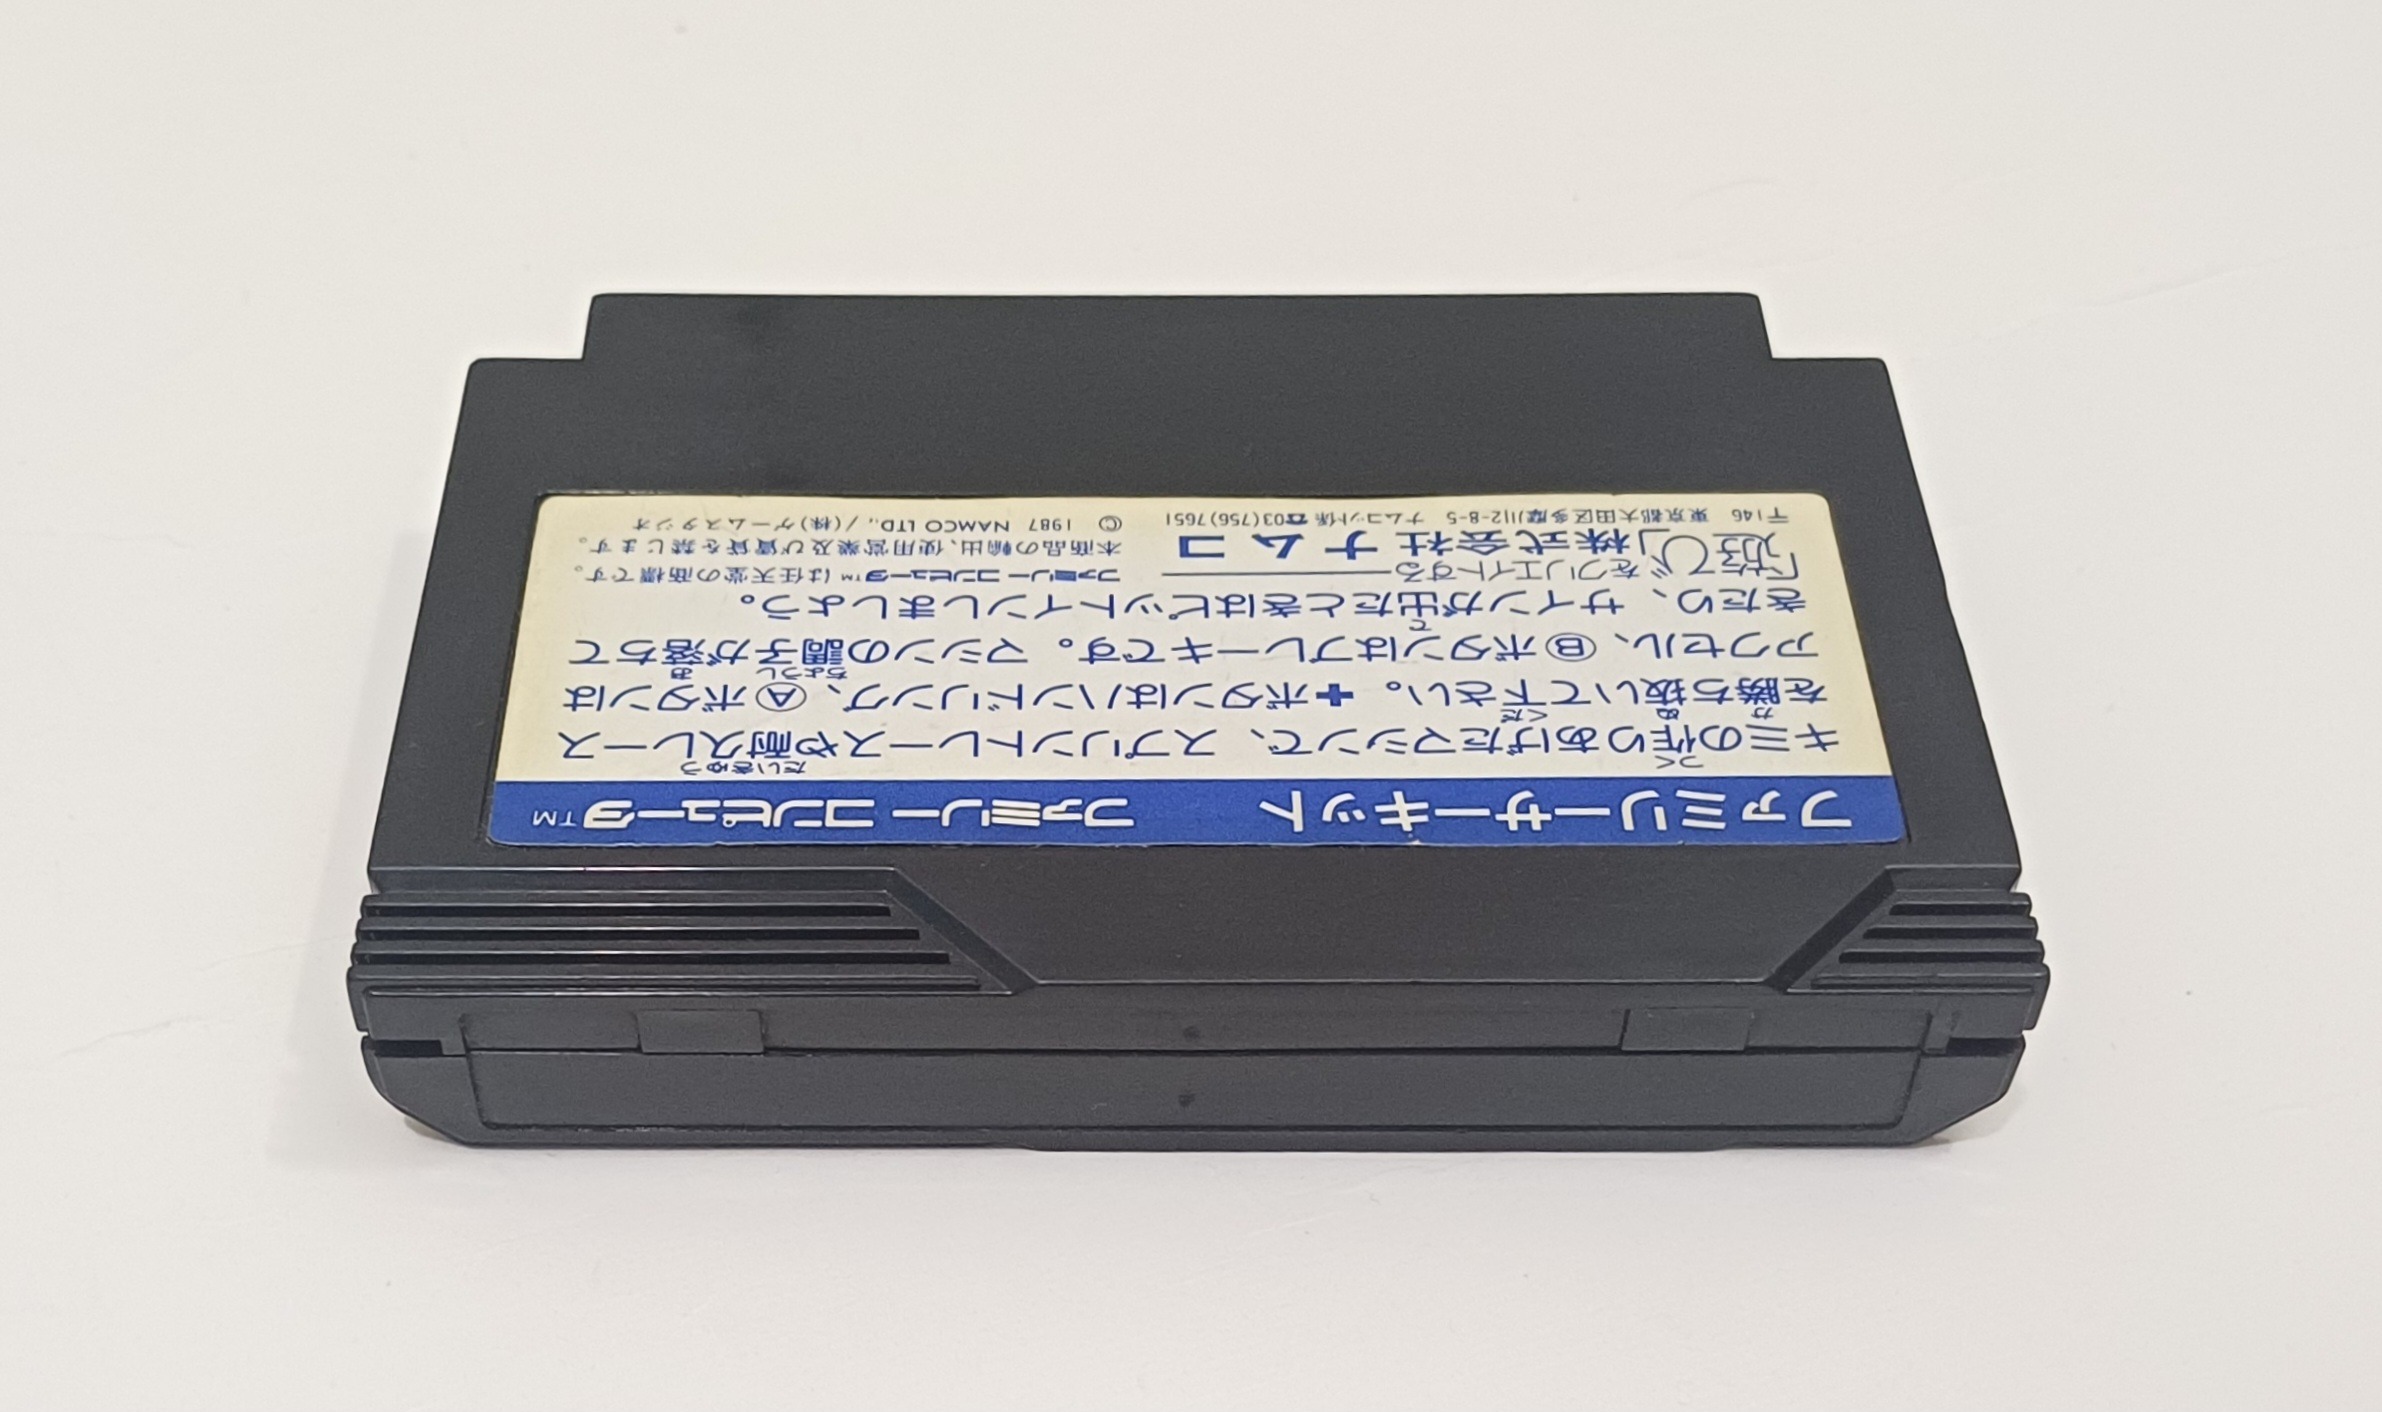 ファミリーサーキット ファミリー コンピュータ™
キミの作りあげたマシンで、スプリントレースや耐久レース
を勝ち抜いて下さい。✚ボタンはハンドリング、Ⓐボタンは
アクセル、Ⓑボタンはブレーキです。マシンの調子が落ちて
きたり、サインが出たときはピットインしましょう。
「遊び」をクリエイトする
株式会社 ナムコ
〒146 東京都大田区多摩川2-8-5 ナムコット係 ☎03(756)7651
ファミリー コンピュータ™は任天堂の商標です。
本商品の輸出、使用営業及び賃貸を禁じます。
© 1987 NAMCO LTD., /(株)ゲームスタジオ